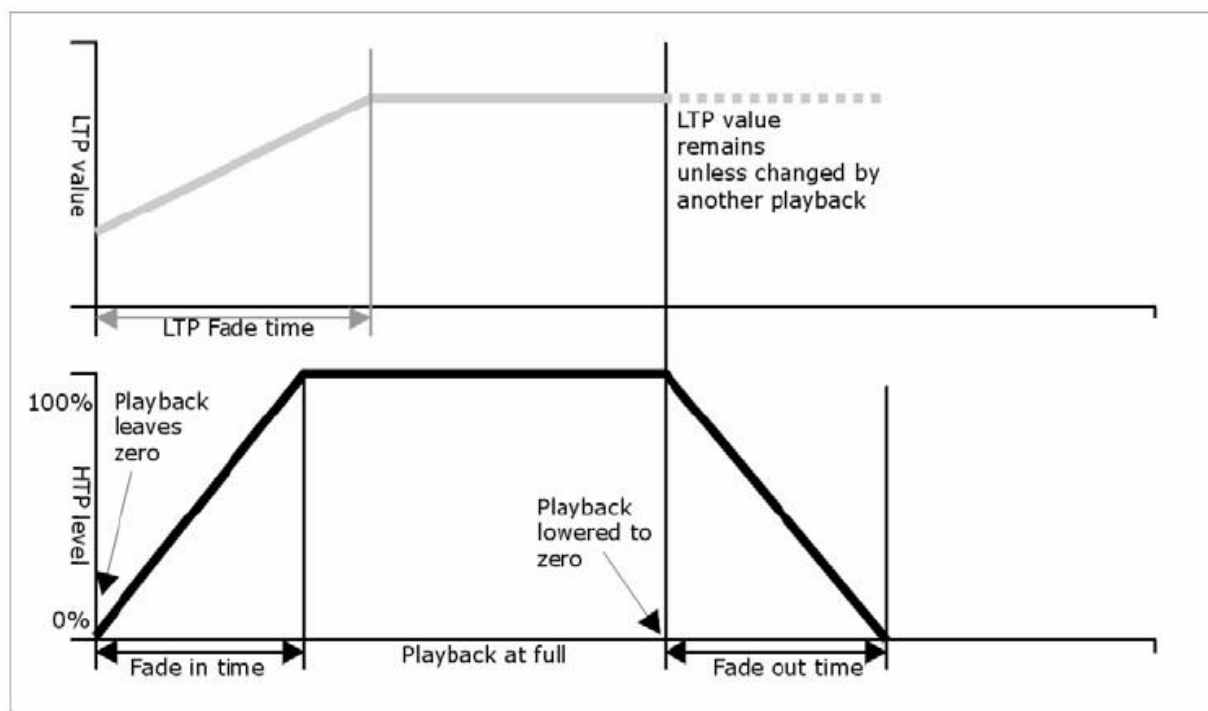 LTP value
LTP value
remains
unless changed by
another playback
LTP Fade time
100%
Playback
leaves
zero
HTP level
Playback
lowered to
zero
0%
Fade in time
Playback at full
Fade out time